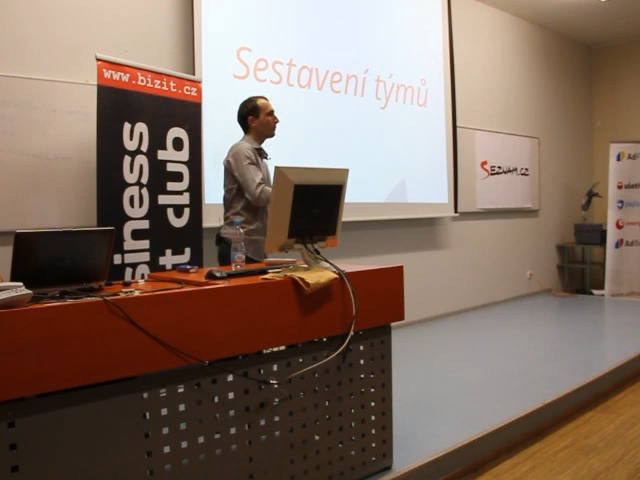 www.bizit.cz
Sestavení týmů
siness
t club
SEZNAM.CZ